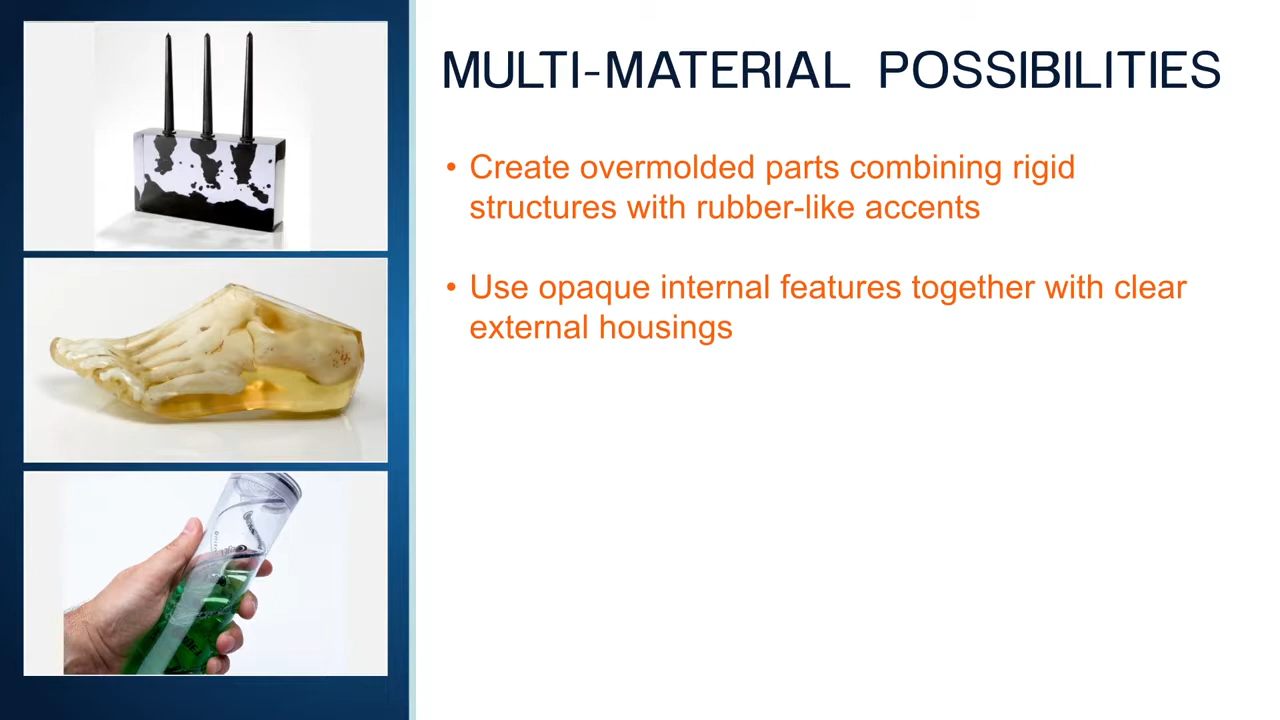 MULTI-MATERIAL POSSIBILITIES
• Create overmolded parts combining rigid
structures with rubber-like accents
• Use opaque internal features together with clear
external housings